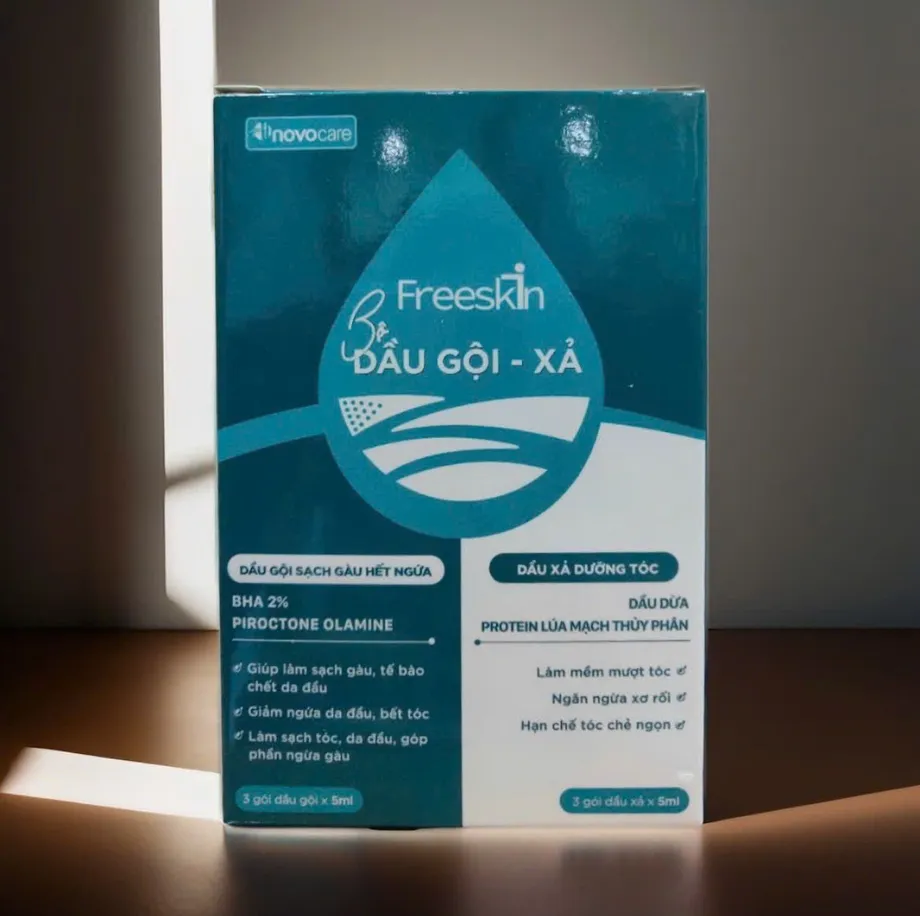 novocare
Freeskin
Bộ
DẦU GỘI - XẢ
DẦU GỘI SẠCH GÀU HẾT NGỨA
BHA 2%
PIROCTONE OLAMINE
Giúp làm sạch gàu, tế bào
chết da đầu
Giảm ngứa da đầu, bết tóc
Làm sạch tóc, da đầu, góp
phần ngừa gàu
3 gói dầu gội x 5ml
DẦU XẢ DƯỠNG TÓC
DẦU DỪA
PROTEIN LÚA MẠCH THỦY PHÂN
Làm mềm mượt tóc
Ngăn ngừa xơ rối
Hạn chế tóc chẻ ngọn
3 gói dầu xả x 5ml